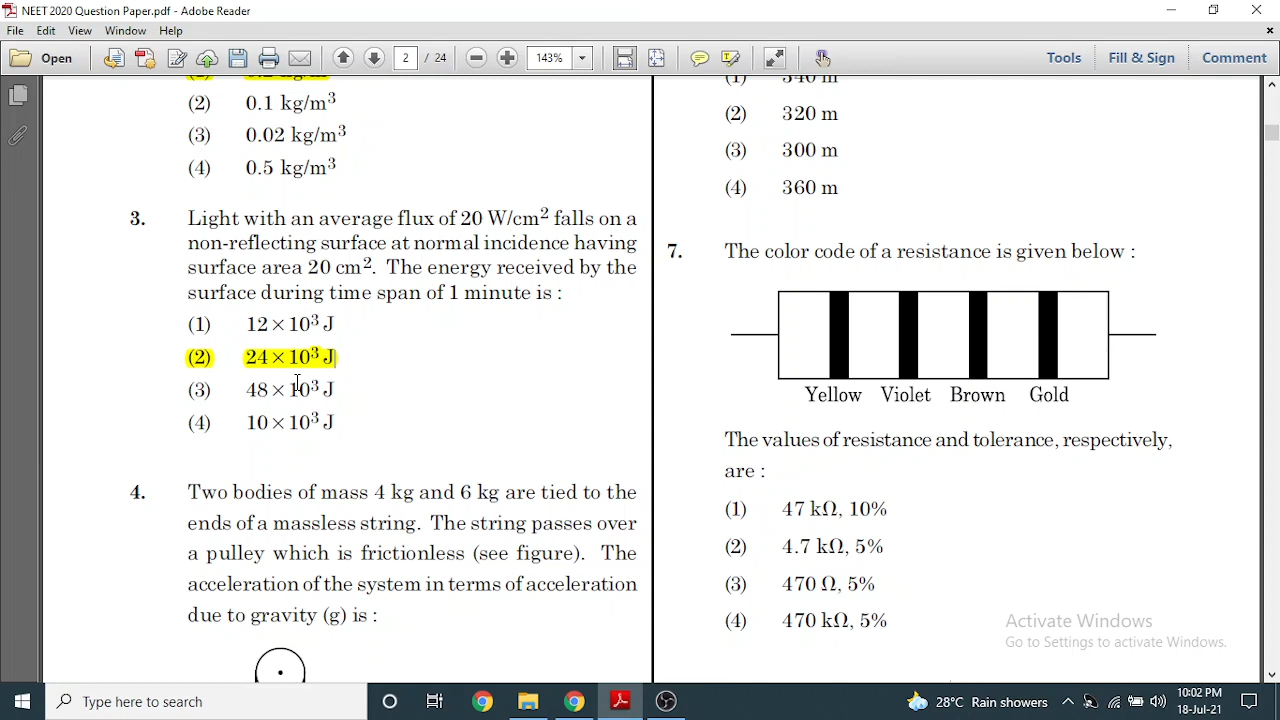 NEET 2020 Question Paper.pdf - Adobe Reader
File Edit View Window Help
Open 2 / 24 143% Tools Fill & Sign Comment
(2) 0.1 kg/m³
(3) 0.02 kg/m³
(4) 0.5 kg/m³
3. Light with an average flux of 20 W/cm² falls on a
non-reflecting surface at normal incidence having
surface area 20 cm². The energy received by the
surface during time span of 1 minute is :
(1) 12 × 10³ J
(2) 24 × 10³ J
(3) 48 × 10³ J
(4) 10 × 10³ J
4. Two bodies of mass 4 kg and 6 kg are tied to the
ends of a massless string. The string passes over
a pulley which is frictionless (see figure). The
acceleration of the system in terms of acceleration
due to gravity (g) is :
(1) 340 m
(2) 320 m
(3) 300 m
(4) 360 m
7. The color code of a resistance is given below :
Yellow Violet Brown Gold
The values of resistance and tolerance, respectively,
are :
(1) 47 kΩ, 10%
(2) 4.7 kΩ, 5%
(3) 470 Ω, 5%
(4) 470 kΩ, 5%
Activate Windows
Go to Settings to activate Windows.
Type here to search
28°C Rain showers
10:02 PM
18-Jul-21